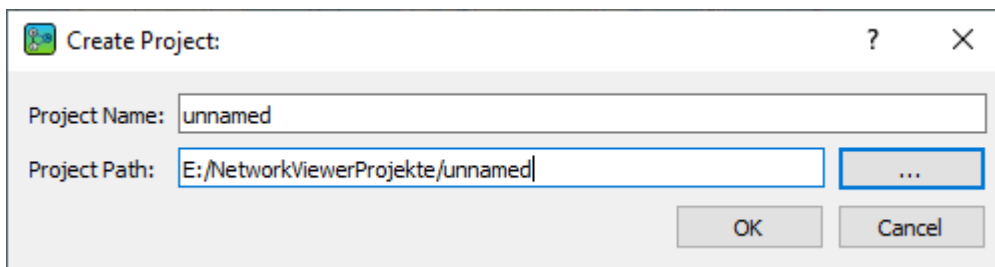 Create Project:
?
Project Name: unnamed
Project Path: E:/NetworkViewerProjekte/unnamed ...
OK Cancel